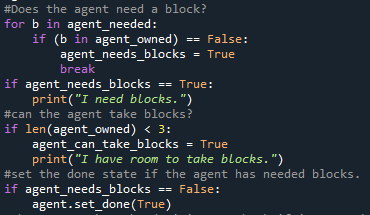 #Does the agent need a block?
for b in agent_needed:
    if (b in agent_owned) == False:
        agent_needs_blocks = True
        break
if agent_needs_blocks == True:
    print("I need blocks.")
#can the agent take blocks?
if len(agent_owned) < 3:
    agent_can_take_blocks = True
    print("I have room to take blocks.")
#set the done state if the agent has needed blocks.
if agent_needs_blocks == False:
    agent.set_done(True)